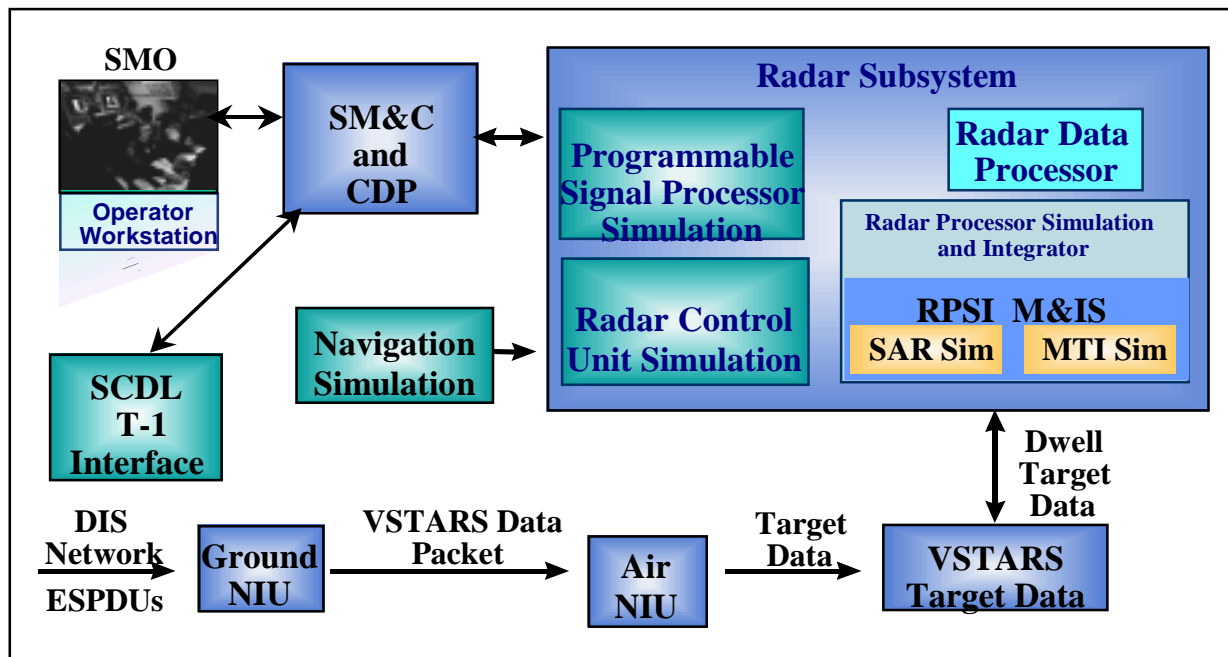 SMO
Operator
Workstation
SM&C
and
CDP
Radar Subsystem
Programmable
Signal Processor
Simulation
Radar Data
Processor
Radar Processor Simulation
and Integrator
RPSI M&IS
SAR Sim
MTI Sim
Radar Control
Unit Simulation
Navigation
Simulation
SCDL
T-1
Interface
Dwell
Target
Data
DIS
Network
ESPDUs
Ground
NIU
VSTARS Data
Packet
Air
NIU
Target
Data
VSTARS
Target Data